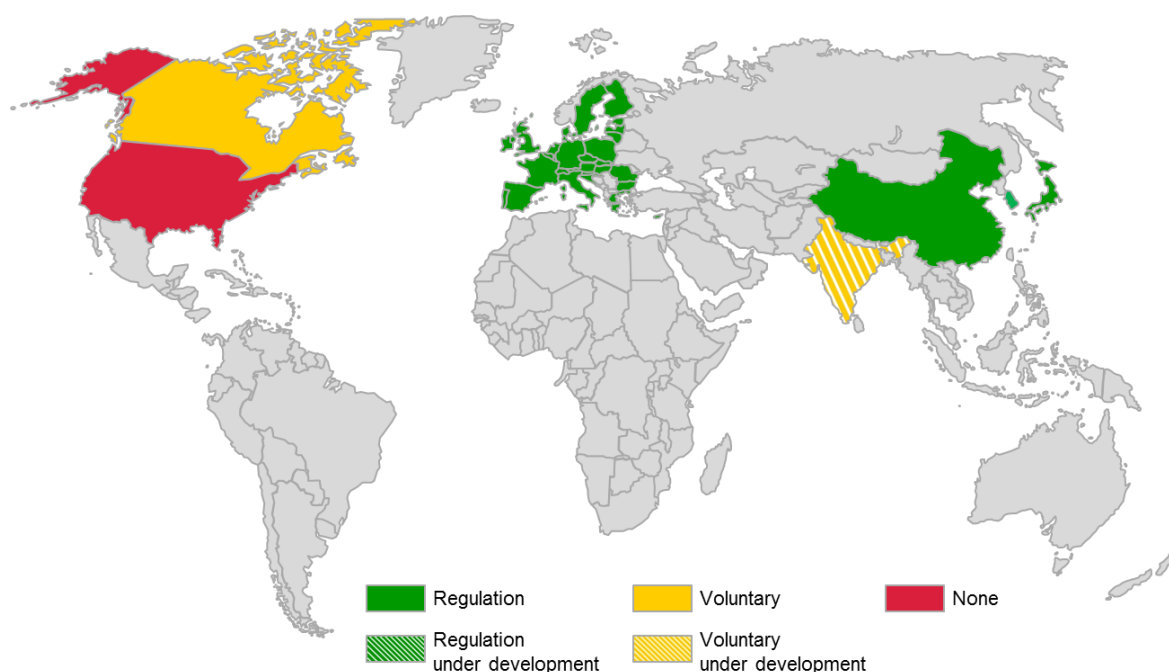 Regulation
Voluntary
None
Regulation
under development
Voluntary
under development